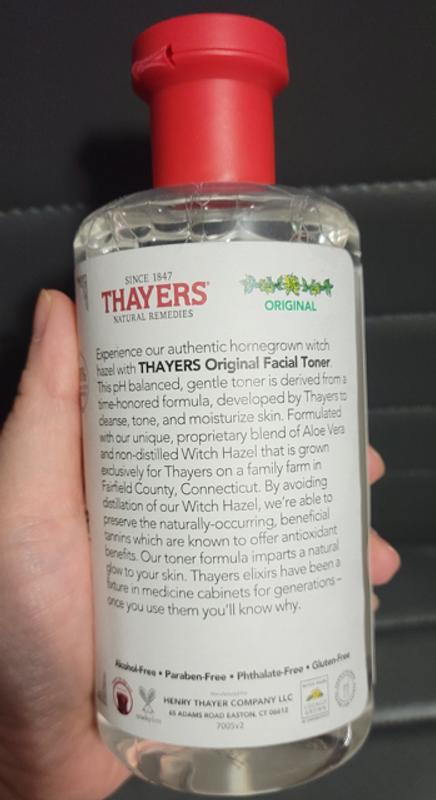 SINCE 1847
THAYERS®
NATURAL REMEDIES
ORIGINAL
Experience our authentic homegrown witch
hazel with THAYERS Original Facial Toner.
This pH balanced, gentle toner is derived from a
time-honored formula, developed by Thayers to
cleanse, tone, and moisturize skin. Formulated
with our unique, proprietary blend of Aloe Vera
and non-distilled Witch Hazel that is grown
exclusively for Thayers on a family farm in
Fairfield County, Connecticut. By avoiding
distillation of our Witch Hazel, we're able to
preserve the naturally-occurring, beneficial
tannins which are known to offer antioxidant
benefits. Our toner formula imparts a natural
glow to your skin. Thayers elixirs have been a
fixture in medicine cabinets for generations –
once you use them you'll know why.
Alcohol-Free • Paraben-Free • Phthalate-Free • Gluten-Free
Manufactured for
HENRY THAYER COMPANY LLC
65 ADAMS ROAD EASTON, CT 06612
7005v2